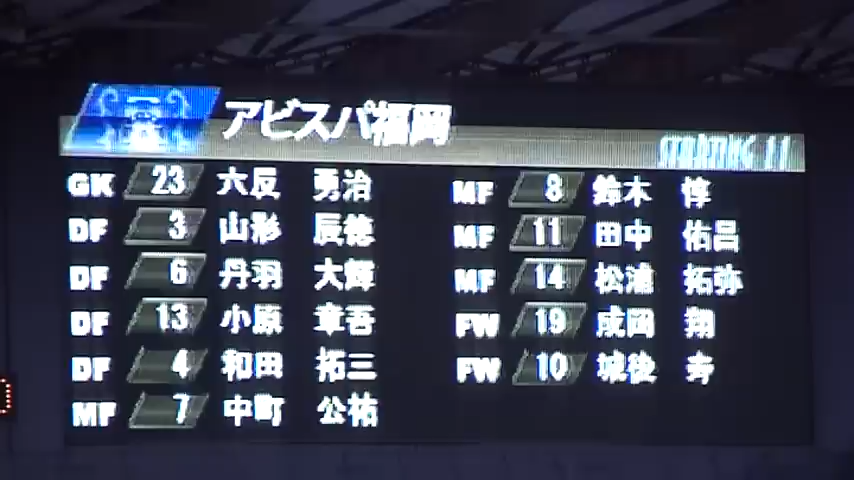 アビスパ福岡
STARTING 11
GK 23 六反 勇治
DF 3 山形 辰徳
DF 6 丹羽 大輝
DF 13 小原 章吾
DF 4 和田 拓三
MF 7 中町 公祐
MF 8 鈴木 惇
MF 11 田中 佑昌
MF 14 松浦 拓弥
FW 19 成岡 翔
FW 10 城後 寿